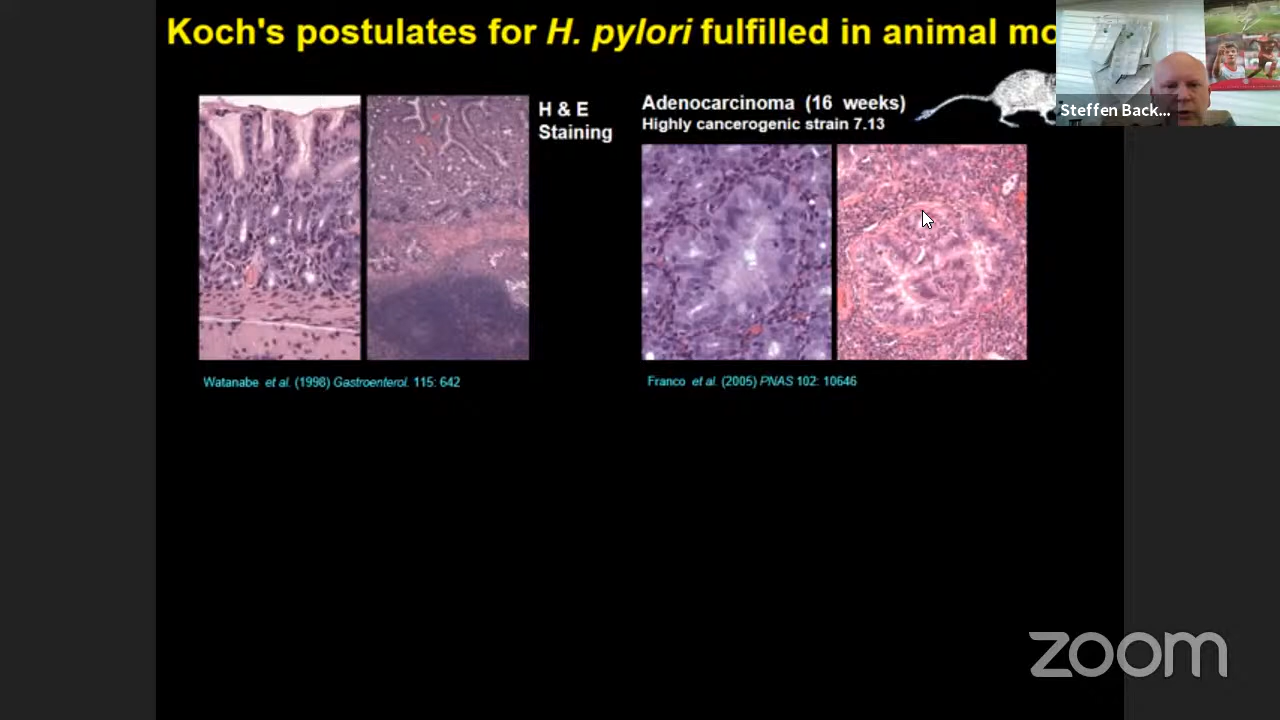 Koch's postulates for H. pylori fulfilled in animal mo
H & E
Staining
Adenocarcinoma (16 weeks)
Highly cancerogenic strain 7.13
Steffen Back...
Watanabe et al. (1998) Gastroenterol. 115: 642
Franco et al. (2005) PNAS 102: 10646
zoom